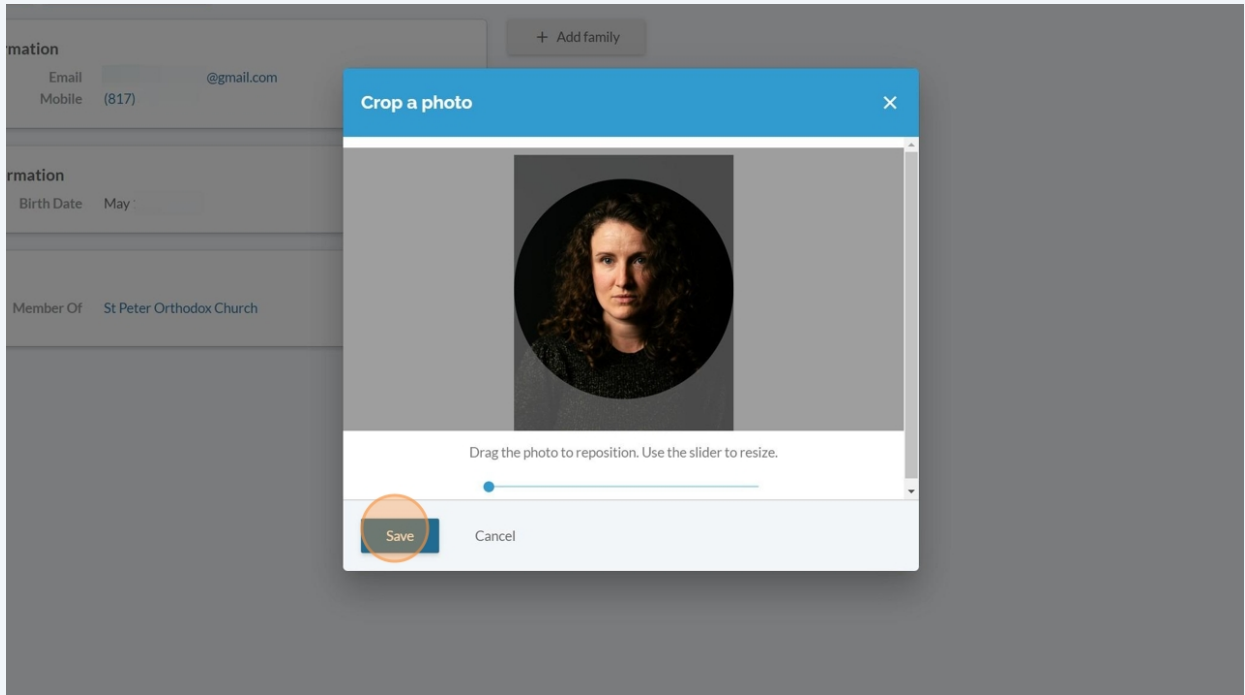 rmation
Email @gmail.com
Mobile (817)
rmation
Birth Date May
Member Of St Peter Orthodox Church
+ Add family
Crop a photo
Drag the photo to reposition. Use the slider to resize.
Save Cancel